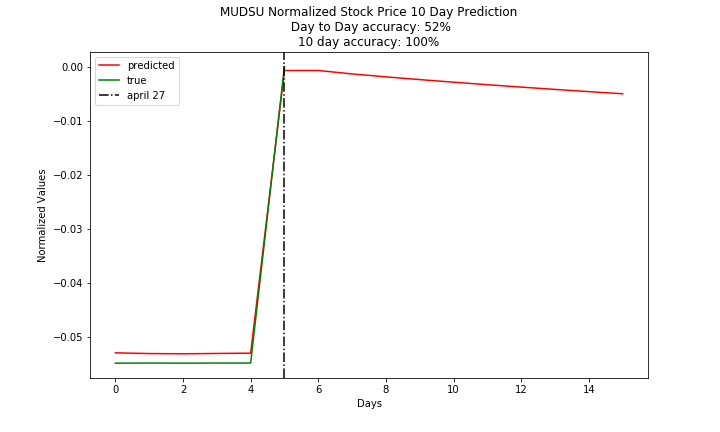 MUDSU Normalized Stock Price 10 Day Prediction
Day to Day accuracy: 52%
10 day accuracy: 100%
predicted
true
april 27
0.00
−0.01
−0.02
−0.03
−0.04
−0.05
Normalized Values
0 2 4 6 8 10 12 14
Days